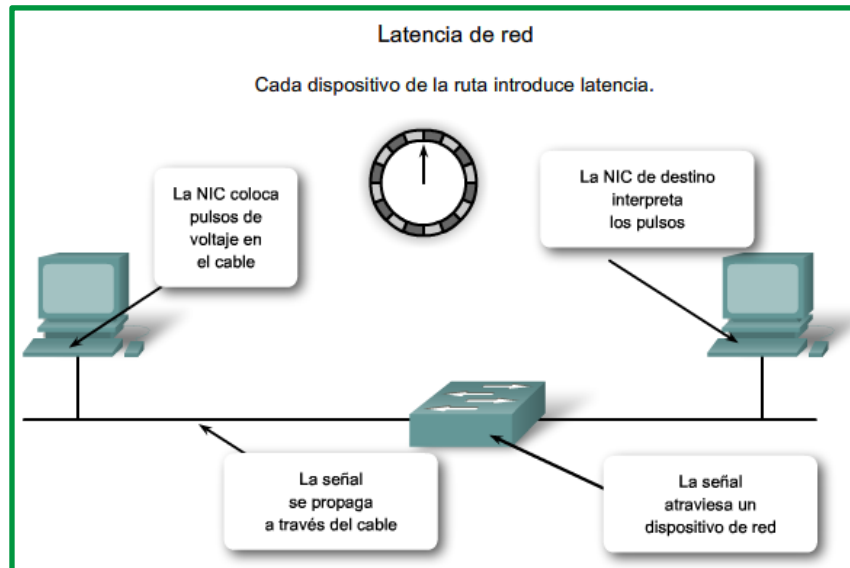 Latencia de red
Cada dispositivo de la ruta introduce latencia.
La NIC coloca
pulsos de
voltaje en
el cable
La NIC de destino
interpreta
los pulsos
La señal
se propaga
a través del cable
La señal
atraviesa un
dispositivo de red